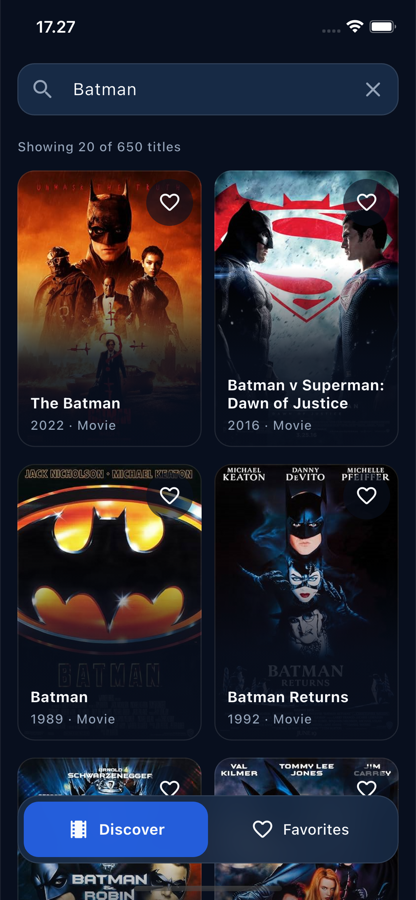 17.27
Batman
Showing 20 of 650 titles
The Batman
2022 · Movie
Batman v Superman:
Dawn of Justice
2016 · Movie
JACK NICHOLSON · MICHAEL KEATON
BATMAN
Batman
1989 · Movie
MICHAEL KEATON
DANNY DeVITO
MICHELLE PFEIFFER
BATMAN
RETURNS
Batman Returns
1992 · Movie
ARNOLD
SCHWARZENEGGER
BATMAN
ROBIN
VAL KILMER
TOMMY LEE JONES
JIM CARREY
Discover
Favorites